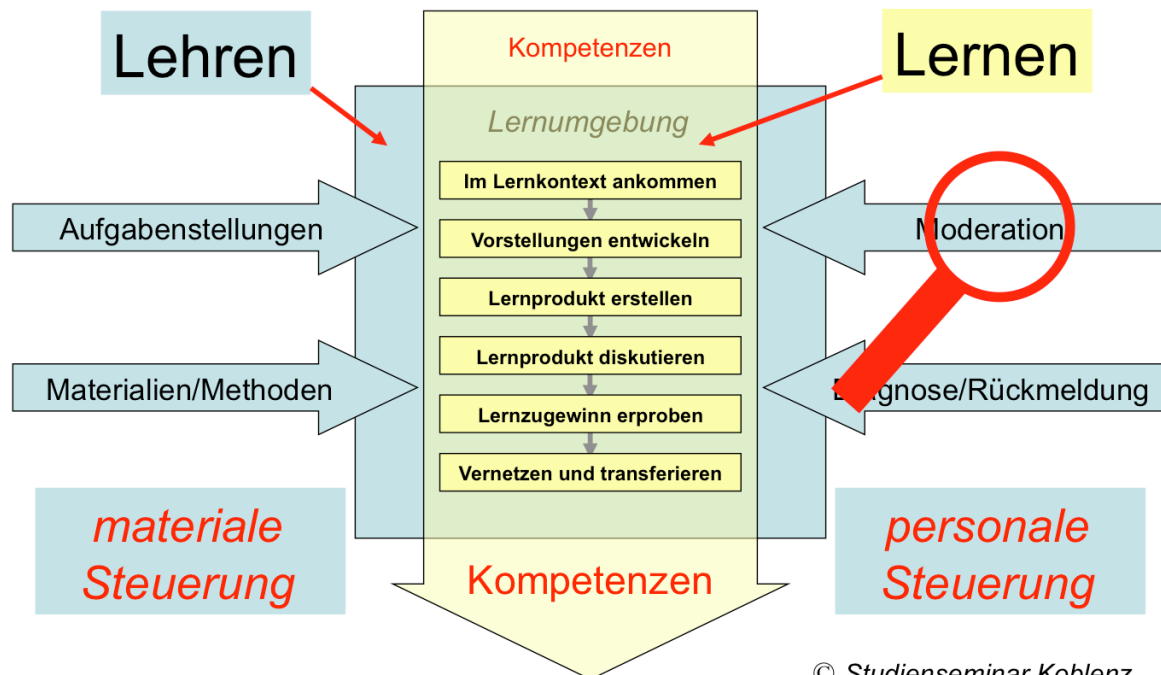 Lehren
Kompetenzen
Lernen
Lernumgebung
Im Lernkontext ankommen
Vorstellungen entwickeln
Lernprodukt erstellen
Lernprodukt diskutieren
Lernzugewinn erproben
Vernetzen und transferieren
Aufgabenstellungen
Materialien/Methoden
Moderation
Diagnose/Rückmeldung
materiale
Steuerung
Kompetenzen
personale
Steuerung
© Studienseminar Koblenz